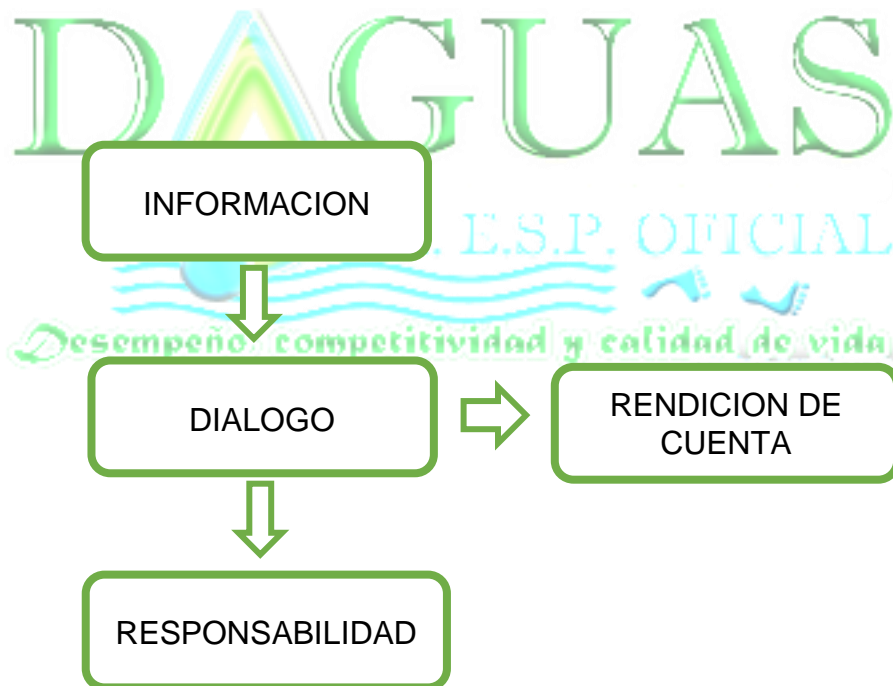 DAGUAS
INFORMACION
. E.S.P. OFICIAL
Desempeño, competitividad y calidad de vida
DIALOGO
RENDICION DE
CUENTA
RESPONSABILIDAD